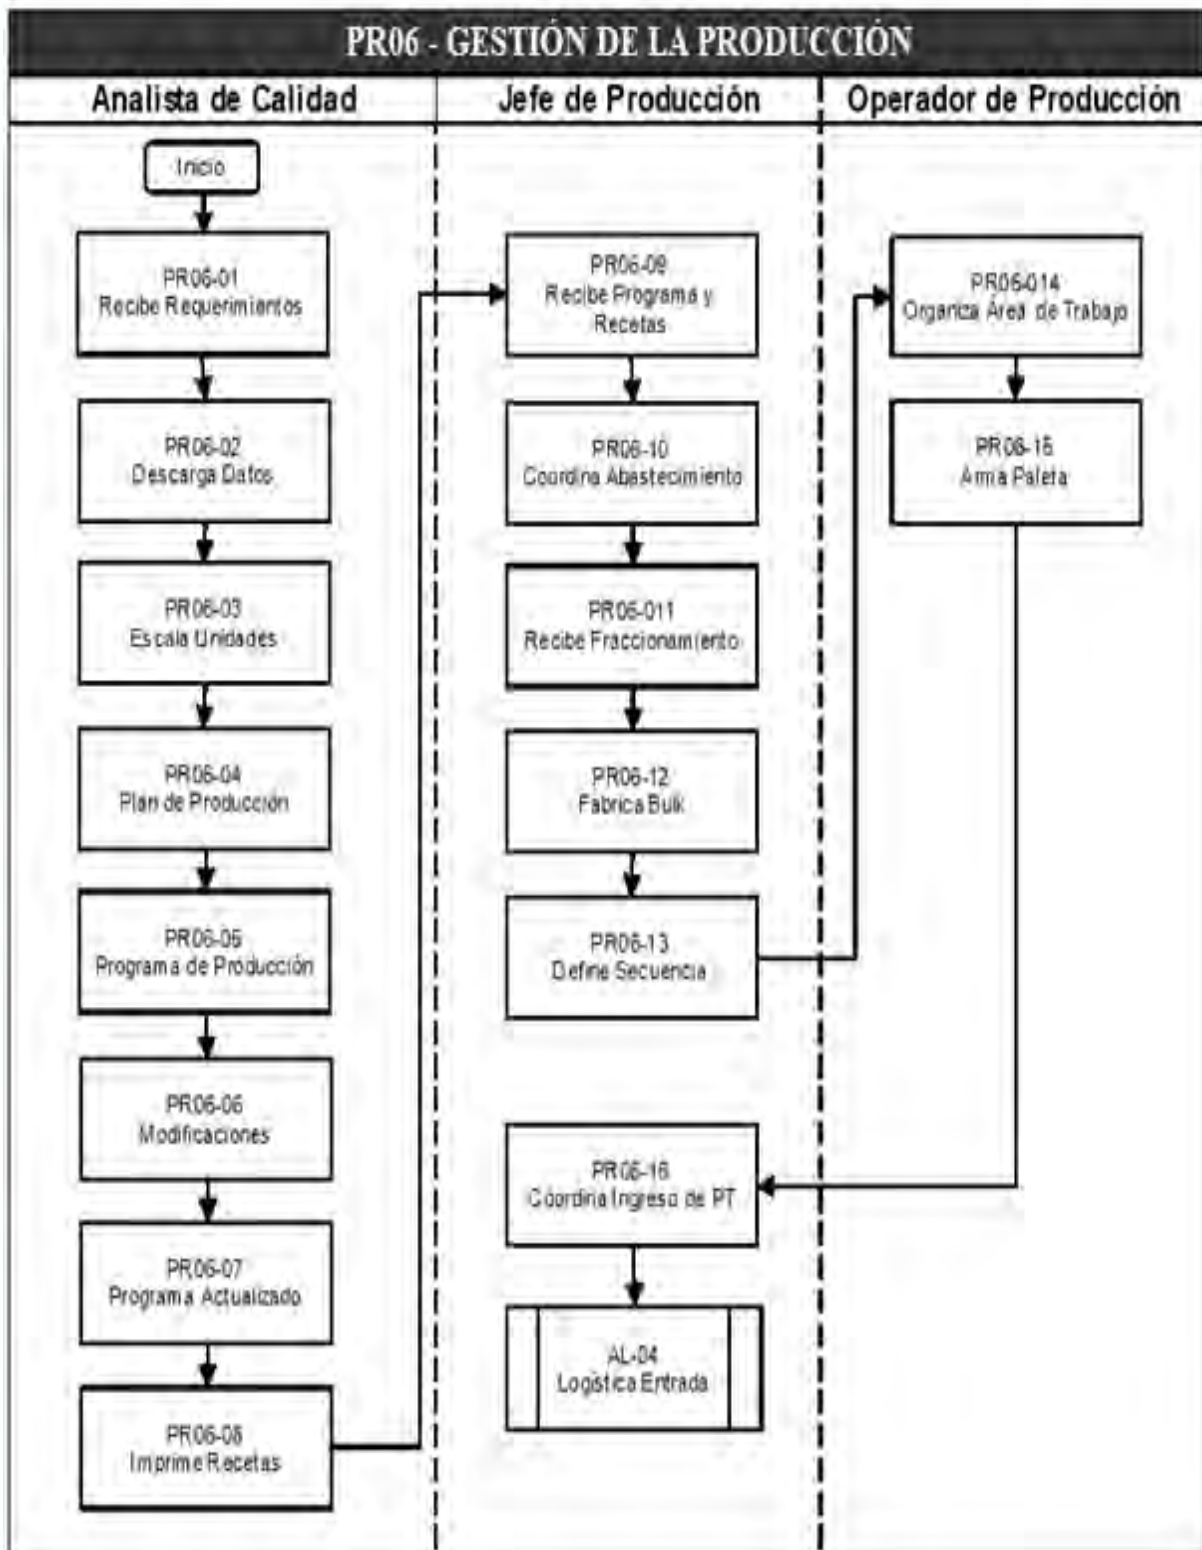 PR06 - GESTIÓN DE LA PRODUCCIÓN
Analista de Calidad
Jefe de Producción
Operador de Producción
Inicio
PR06-01
Recibe Requerimientos
PR06-02
Descarga Datos
PR06-03
Escala Unidades
PR06-04
Plan de Producción
PR06-05
Programa de Producción
PR06-06
Modificaciones
PR06-07
Programa Actualizado
PR06-08
Imprime Recetas
PR06-09
Recibe Programa y
Recetas
PR06-10
Coordina Abastecimiento
PR06-011
Recibe Fraccionamiento
PR06-12
Fabrica Bulk
PR06-13
Define Secuencia
PR06-16
Coordina Ingreso de PT
AL-04
Logística Entrada
PR06-014
Organiza Área de Trabajo
PR06-15
Arma Paleta